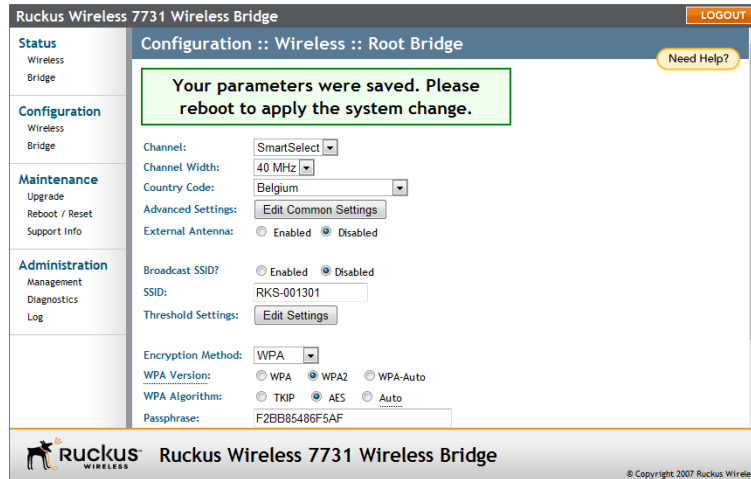 Ruckus Wireless 7731 Wireless Bridge
LOGOUT
Status
Wireless
Bridge
Configuration
Wireless
Bridge
Maintenance
Upgrade
Reboot / Reset
Support Info
Administration
Management
Diagnostics
Log
Configuration :: Wireless :: Root Bridge
Need Help?
Your parameters were saved. Please
reboot to apply the system change.
Channel: SmartSelect
Channel Width: 40 MHz
Country Code: Belgium
Advanced Settings: Edit Common Settings
External Antenna: Enabled Disabled
Broadcast SSID? Enabled Disabled
SSID: RKS-001301
Threshold Settings: Edit Settings
Encryption Method: WPA
WPA Version: WPA WPA2 WPA-Auto
WPA Algorithm: TKIP AES Auto
Passphrase: F2BB85486F5AF
RUCKUS
WIRELESS
Ruckus Wireless 7731 Wireless Bridge
© Copyright 2007 Ruckus Wirele